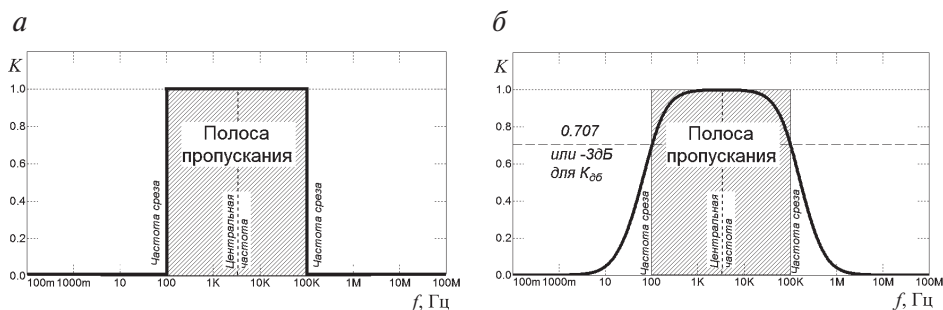 а
K
1.0
0.8
0.6
0.4
0.2
0.0
Полоса
пропускания
Частота среза
Центральная
частота
Частота среза
100m 1000m 10 100 1K 10K 100K 1M 10M 100M
f, Гц
б
K
1.0
0.8
0.6
0.4
0.2
0.0
0.707
или -3дБ
для Kдб
Полоса
пропускания
Частота среза
Центральная
частота
Частота среза
100m 1000m 10 100 1K 10K 100K 1M 10M 100M
f, Гц